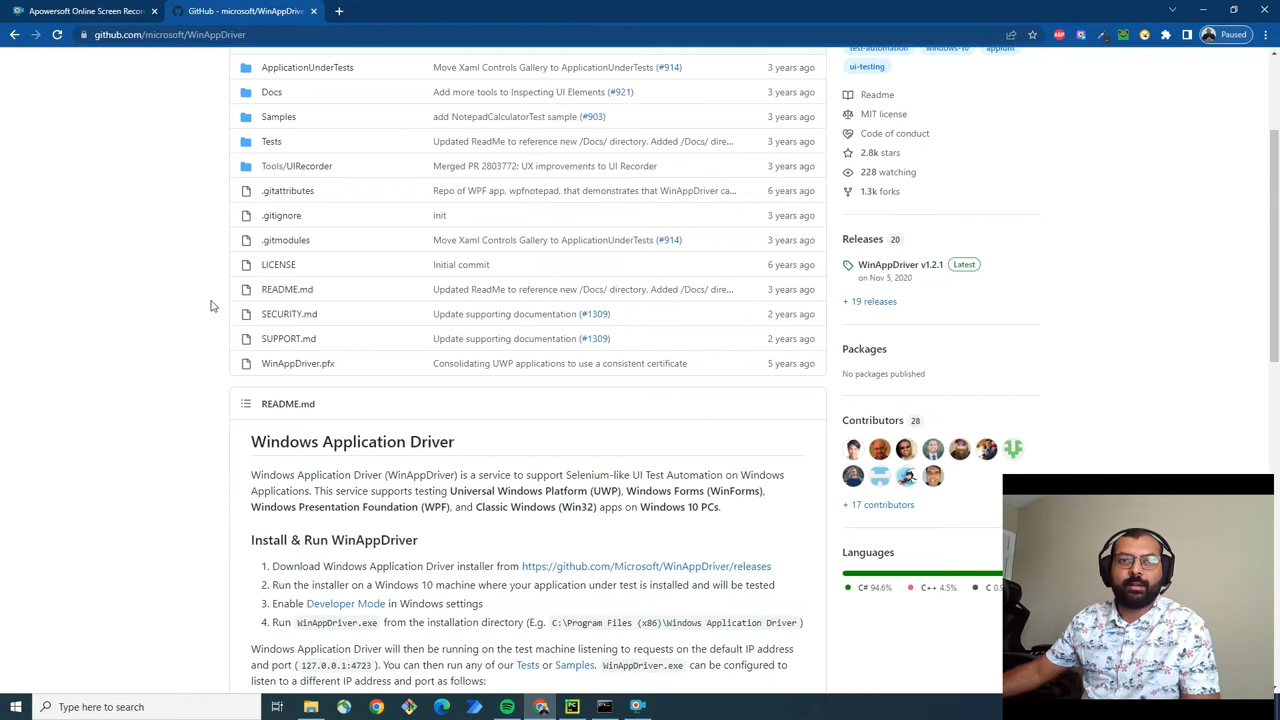 Apowersoft Online Screen Recor
GitHub - microsoft/WinAppDriver
github.com/microsoft/WinAppDriver
Paused
ApplicationUnderTests Move Xaml Controls Gallery to ApplicationUnderTests (#914) 3 years ago
Docs Add more tools to Inspecting UI Elements (#921) 3 years ago
Samples add NotepadCalculatorTest sample (#903) 3 years ago
Tests Updated ReadMe to reference new /Docs/ directory. Added /Docs/ dire... 3 years ago
Tools/UIRecorder Merged PR 2803772: UX improvements to UI Recorder 3 years ago
.gitattributes Repo of WPF app, wpfnotepad, that demonstrates that WinAppDriver ca... 6 years ago
.gitignore init 3 years ago
.gitmodules Move Xaml Controls Gallery to ApplicationUnderTests (#914) 3 years ago
LICENSE Initial commit 6 years ago
README.md Updated ReadMe to reference new /Docs/ directory. Added /Docs/ dire... 3 years ago
SECURITY.md Update supporting documentation (#1309) 2 years ago
SUPPORT.md Update supporting documentation (#1309) 2 years ago
WinAppDriver.pfx Consolidating UWP applications to use a consistent certificate 5 years ago
README.md
Windows Application Driver
Windows Application Driver (WinAppDriver) is a service to support Selenium-like UI Test Automation on Windows
Applications. This service supports testing Universal Windows Platform (UWP), Windows Forms (WinForms),
Windows Presentation Foundation (WPF), and Classic Windows (Win32) apps on Windows 10 PCs.
Install & Run WinAppDriver
1. Download Windows Application Driver installer from https://github.com/Microsoft/WinAppDriver/releases
2. Run the installer on a Windows 10 machine where your application under test is installed and will be tested
3. Enable Developer Mode in Windows settings
4. Run WinAppDriver.exe from the installation directory (E.g. C:\Program Files (x86)\Windows Application Driver)
Windows Application Driver will then be running on the test machine listening to requests on the default IP address
and port (127.0.0.1:4723). You can then run any of our Tests or Samples. WinAppDriver.exe can be configured to
listen to a different IP address and port as follows:
test-automation windows-10 appium
ui-testing
Readme
MIT license
Code of conduct
2.8k stars
228 watching
1.3k forks
Releases 20
WinAppDriver v1.2.1 Latest
on Nov 5, 2020
+ 19 releases
Packages
No packages published
Contributors 28
+ 17 contributors
Languages
C# 94.6% C++ 4.5% C
Type here to search